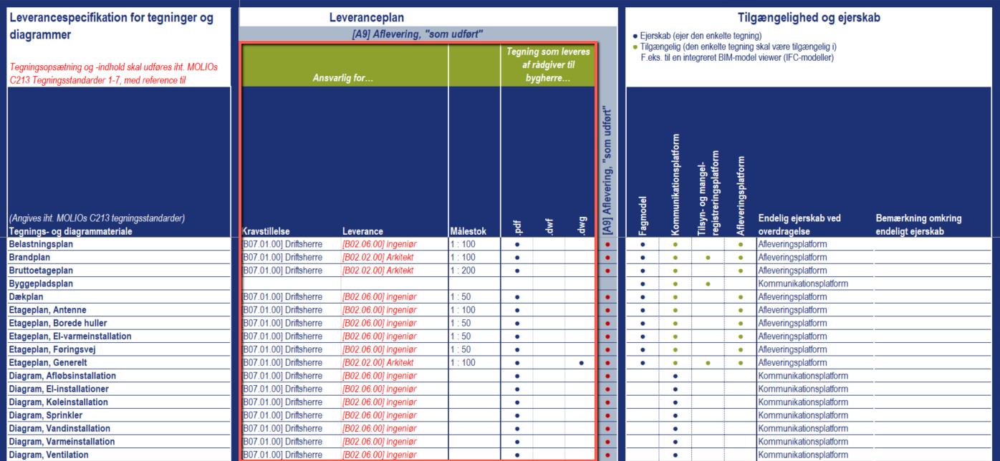 Leverancespecifikation for tegninger og
diagrammer
Tegningsopsætning og -indhold skal udføres iht. MOLIOs
C213 Tegningsstandarder 1-7, med reference til
(Angives iht. MOLIOs C213 tegningsstandarder)
Tegnings- og diagrammateriale
Leveranceplan
[A9] Aflevering, "som udført"
Ansvarlig for…
Tegning som leveres
af rådgiver til
bygherre…
Kravstillelse Leverance Målestok .pdf .dwf .dwg
[A9] Aflevering, "som udført"
Tilgængelighed og ejerskab
● Ejerskab (ejer den enkelte tegning)
● Tilgængelig (den enkelte tegning skal være tilgængelig i)
F.eks. til en integreret BIM-model viewer (IFC-modeller)
Fagmodel
Kommunikationsplatform
Tilsyn- og mangel-
registreringsplatform
Afleveringsplatform
Endelig ejerskab ved
overdragelse
Bemærkning omkring
endeligt ejerskab
Belastningsplan [B07.01.00] Driftsherre [B02.06.00] Ingeniør 1 : 100 ● ● ● ● ● Afleveringsplatform
Brandplan [B07.01.00] Driftsherre [B02.02.00] Arkitekt 1 : 100 ● ● ● ● ● ● Afleveringsplatform
Bruttoetageplan [B07.01.00] Driftsherre [B02.02.00] Arkitekt 1 : 200 ● ● ● ● ● Afleveringsplatform
Byggepladsplan ● ● ● Kommunikationsplatform
Dækplan [B07.01.00] Driftsherre [B02.06.00] Ingeniør 1 : 50 ● ● ● ● ● Afleveringsplatform
Etageplan, Antenne [B07.01.00] Driftsherre [B02.06.00] Ingeniør 1 : 100 ● ● ● ● ● Afleveringsplatform
Etageplan, Borede huller [B07.01.00] Driftsherre [B02.06.00] Ingeniør 1 : 50 ● ● ● ● ● Afleveringsplatform
Etageplan, El-varmeinstallation [B07.01.00] Driftsherre [B02.06.00] Ingeniør 1 : 50 ● ● ● ● ● Afleveringsplatform
Etageplan, Føringsvej [B07.01.00] Driftsherre [B02.06.00] Ingeniør 1 : 50 ● ● ● ● ● Afleveringsplatform
Etageplan, Generelt [B07.01.00] Driftsherre [B02.02.00] Arkitekt 1 : 100 ● ● ● ● ● ● ● Afleveringsplatform
Diagram, Afløbsinstallation [B07.01.00] Driftsherre [B02.06.00] Ingeniør ● ● ● Kommunikationsplatform
Diagram, El-installationer [B07.01.00] Driftsherre [B02.06.00] Ingeniør ● ● ● Kommunikationsplatform
Diagram, Køleinstallation [B07.01.00] Driftsherre [B02.06.00] Ingeniør ● ● ● Kommunikationsplatform
Diagram, Sprinkler [B07.01.00] Driftsherre [B02.06.00] Ingeniør ● ● ● Kommunikationsplatform
Diagram, Vandinstallation [B07.01.00] Driftsherre [B02.06.00] Ingeniør ● ● ● Kommunikationsplatform
Diagram, Varmeinstallation [B07.01.00] Driftsherre [B02.06.00] Ingeniør ● ● ● Kommunikationsplatform
Diagram, Ventilation [B07.01.00] Driftsherre [B02.06.00] Ingeniør ● ● ● Kommunikationsplatform